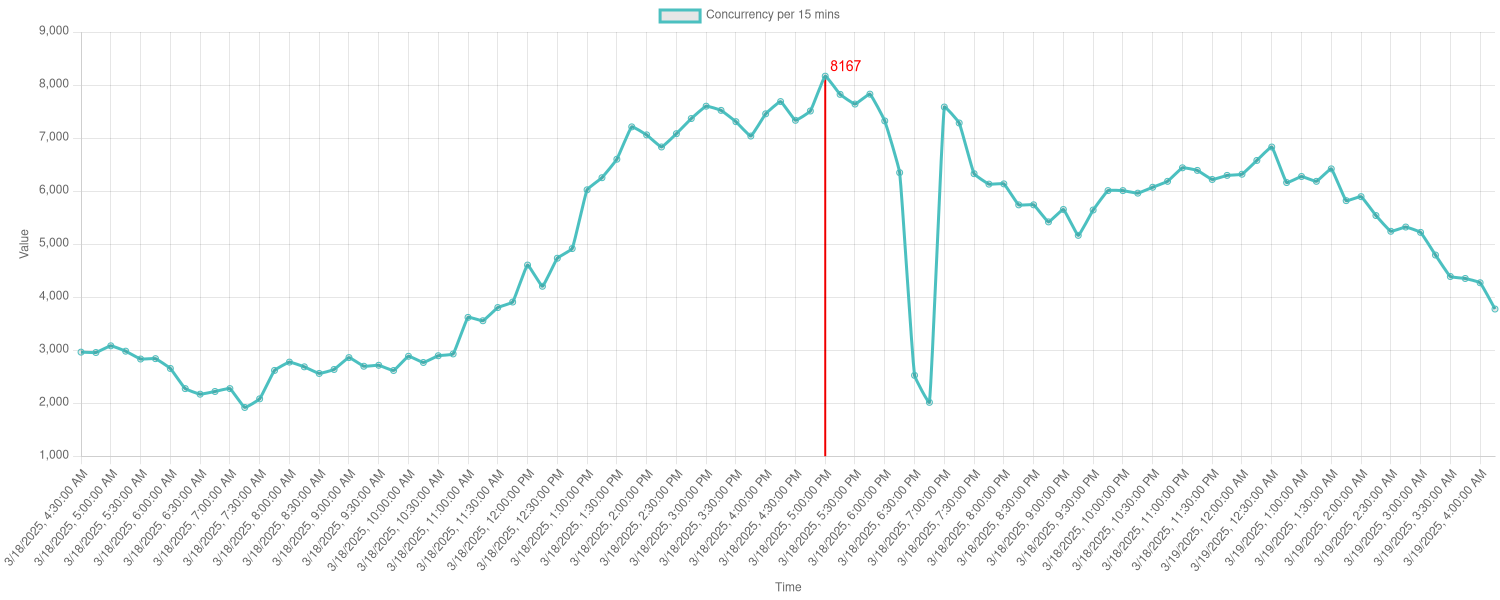 Concurrency per 15 mins
9,000
8,000
7,000
6,000
5,000
4,000
3,000
2,000
1,000
Value
8167
3/18/2025, 4:30:00 AM
3/18/2025, 5:00:00 AM
3/18/2025, 5:30:00 AM
3/18/2025, 6:00:00 AM
3/18/2025, 6:30:00 AM
3/18/2025, 7:00:00 AM
3/18/2025, 7:30:00 AM
3/18/2025, 8:00:00 AM
3/18/2025, 8:30:00 AM
3/18/2025, 9:00:00 AM
3/18/2025, 9:30:00 AM
3/18/2025, 10:00:00 AM
3/18/2025, 10:30:00 AM
3/18/2025, 11:00:00 AM
3/18/2025, 11:30:00 AM
3/18/2025, 12:00:00 PM
3/18/2025, 12:30:00 PM
3/18/2025, 1:00:00 PM
3/18/2025, 1:30:00 PM
3/18/2025, 2:00:00 PM
3/18/2025, 2:30:00 PM
3/18/2025, 3:00:00 PM
3/18/2025, 3:30:00 PM
3/18/2025, 4:00:00 PM
3/18/2025, 4:30:00 PM
3/18/2025, 5:00:00 PM
3/18/2025, 5:30:00 PM
3/18/2025, 6:00:00 PM
3/18/2025, 6:30:00 PM
3/18/2025, 7:00:00 PM
3/18/2025, 7:30:00 PM
3/18/2025, 8:00:00 PM
3/18/2025, 8:30:00 PM
3/18/2025, 9:00:00 PM
3/18/2025, 9:30:00 PM
3/18/2025, 10:00:00 PM
3/18/2025, 10:30:00 PM
3/18/2025, 11:00:00 PM
3/18/2025, 11:30:00 PM
3/19/2025, 12:00:00 AM
3/19/2025, 12:30:00 AM
3/19/2025, 1:00:00 AM
3/19/2025, 1:30:00 AM
3/19/2025, 2:00:00 AM
3/19/2025, 2:30:00 AM
3/19/2025, 3:00:00 AM
3/19/2025, 3:30:00 AM
3/19/2025, 4:00:00 AM
Time